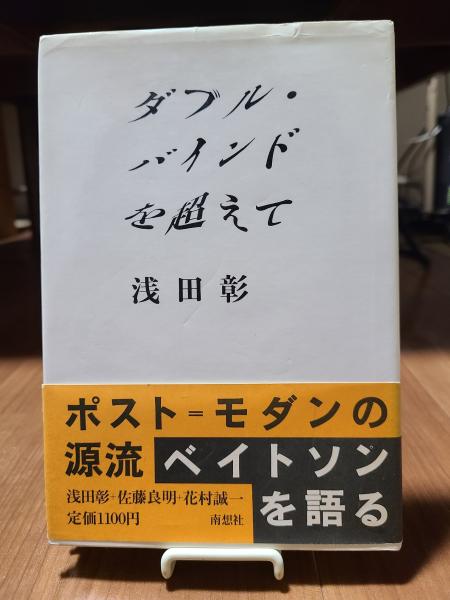 ダブル・
バインド
を超えて
浅田彰
ポスト=モダンの
源流ベイトソン
を語る
浅田彰+佐藤良明+花村誠一
定価1100円
南想社